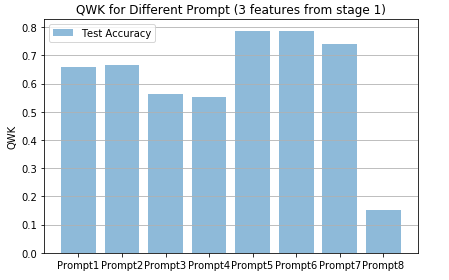 QWK for Different Prompt (3 features from stage 1)
Test Accuracy
QWK
0.8
0.7
0.6
0.5
0.4
0.3
0.2
0.1
0.0
Prompt1 Prompt2 Prompt3 Prompt4 Prompt5 Prompt6 Prompt7 Prompt8